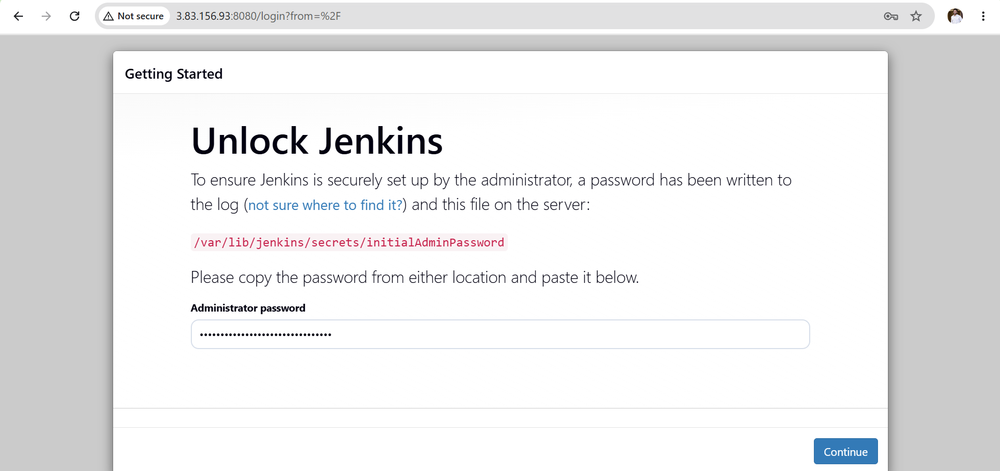 Not secure 3.83.156.93:8080/login?from=%2F
Getting Started
Unlock Jenkins
To ensure Jenkins is securely set up by the administrator, a password has been written to
the log (not sure where to find it?) and this file on the server:
/var/lib/jenkins/secrets/initialAdminPassword
Please copy the password from either location and paste it below.
Administrator password
••••••••••••••••••••••••••••••••
Continue